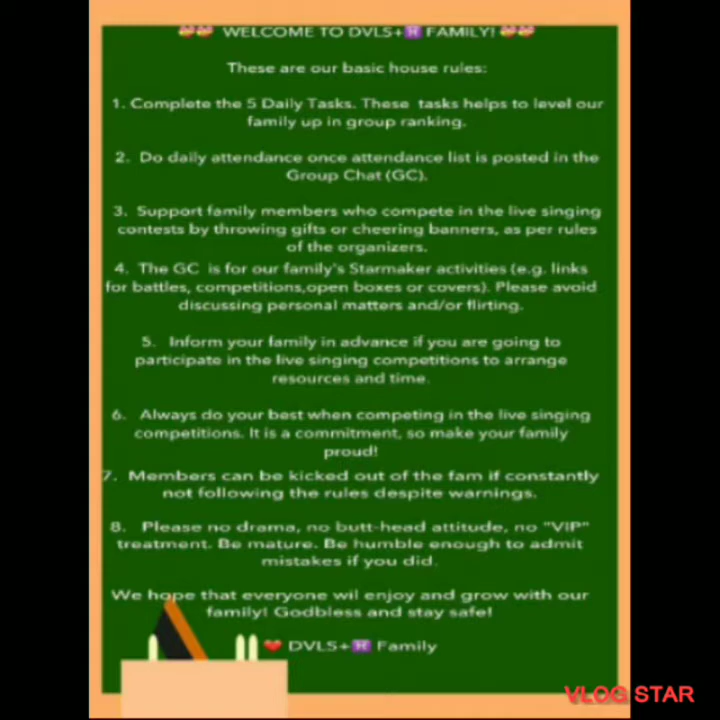 WELCOME TO DVLS+♓ FAMILY!
These are our basic house rules:
1. Complete the 5 Daily Tasks. These tasks helps to level our
family up in group ranking.
2. Do daily attendance once attendance list is posted in the
Group Chat (GC).
3. Support family members who compete in the live singing
contests by throwing gifts or cheering banners, as per rules
of the organizers.
4. The GC is for our family's Starmaker activities (e.g. links
for battles, competitions,open boxes or covers). Please avoid
discussing personal matters and/or flirting.
5. Inform your family in advance if you are going to
participate in the live singing competitions to arrange
resources and time.
6. Always do your best when competing in the live singing
competitions. It is a commitment, so make your family
proud!
7. Members can be kicked out of the fam if constantly
not following the rules despite warnings.
8. Please no drama, no butt-head attitude, no "VIP"
treatment. Be mature. Be humble enough to admit
mistakes if you did.
We hope that everyone wil enjoy and grow with our
family! Godbless and stay safe!
❤️ DVLS+♓ Family
VLOG STAR